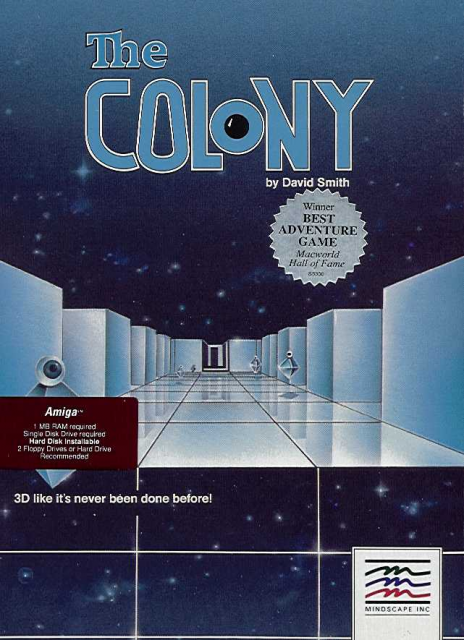 The
COLONY
by David Smith
Winner
BEST
ADVENTURE
GAME
Macworld
Hall of Fame
Amiga™
1 MB RAM required
Single Disk Drive required
Hard Disk Installable
2 Floppy Drives or Hard Drive
Recommended
3D like it's never been done before!
MINDSCAPE INC